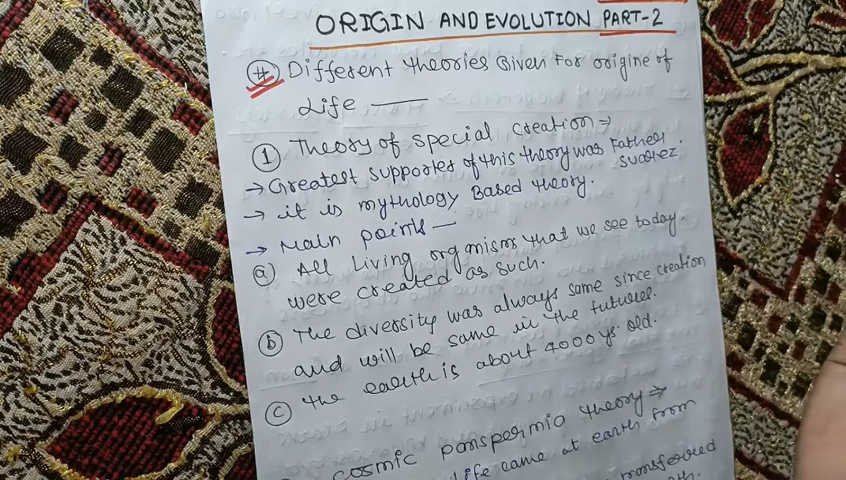 ORIGIN AND EVOLUTION PART-2
# Different Theories Given For origine of
Life
① Theory of special creation ⇒
→ Greatest supporter of this theory was Father
suarez.
→ it is mythology Based theory.
→ Main points —
ⓐ All Living organisms that we see today.
were created as such.
ⓑ The diversity was always same since creation
and will be same in the future.
ⓒ The earth is about 4000 ys. old.
cosmic panspermia theory ⇒
Life came at earth from
transferred